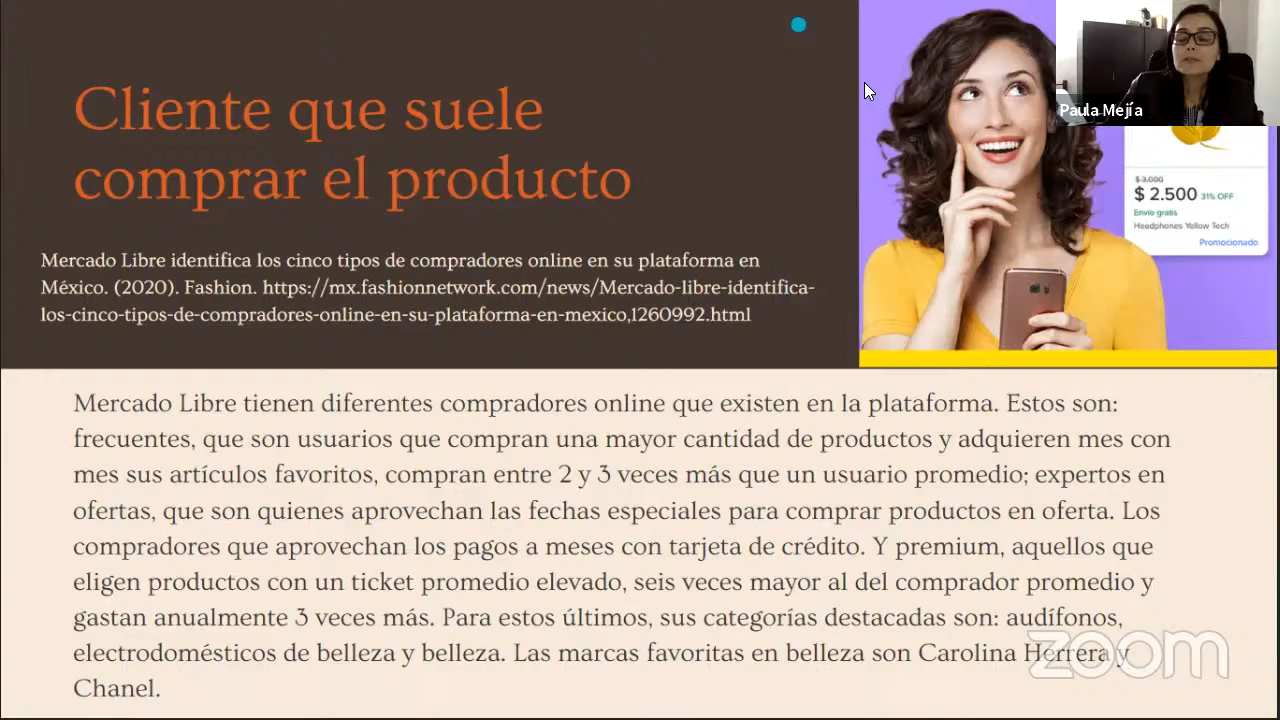 Cliente que suele
comprar el producto
Mercado Libre identifica los cinco tipos de compradores online en su plataforma en
México. (2020). Fashion. https://mx.fashionnetwork.com/news/Mercado-libre-identifica-
los-cinco-tipos-de-compradores-online-en-su-plataforma-en-mexico,1260992.html
Paula Mejía
$ 3.000
$ 2.500 31% OFF
Envío gratis
Headphones Yellow Tech
Promocionado
Mercado Libre tienen diferentes compradores online que existen en la plataforma. Estos son:
frecuentes, que son usuarios que compran una mayor cantidad de productos y adquieren mes con
mes sus artículos favoritos, compran entre 2 y 3 veces más que un usuario promedio; expertos en
ofertas, que son quienes aprovechan las fechas especiales para comprar productos en oferta. Los
compradores que aprovechan los pagos a meses con tarjeta de crédito. Y premium, aquellos que
eligen productos con un ticket promedio elevado, seis veces mayor al del comprador promedio y
gastan anualmente 3 veces más. Para estos últimos, sus categorías destacadas son: audífonos,
electrodomésticos de belleza y belleza. Las marcas favoritas en belleza son Carolina Herrera y
Chanel.
zoom